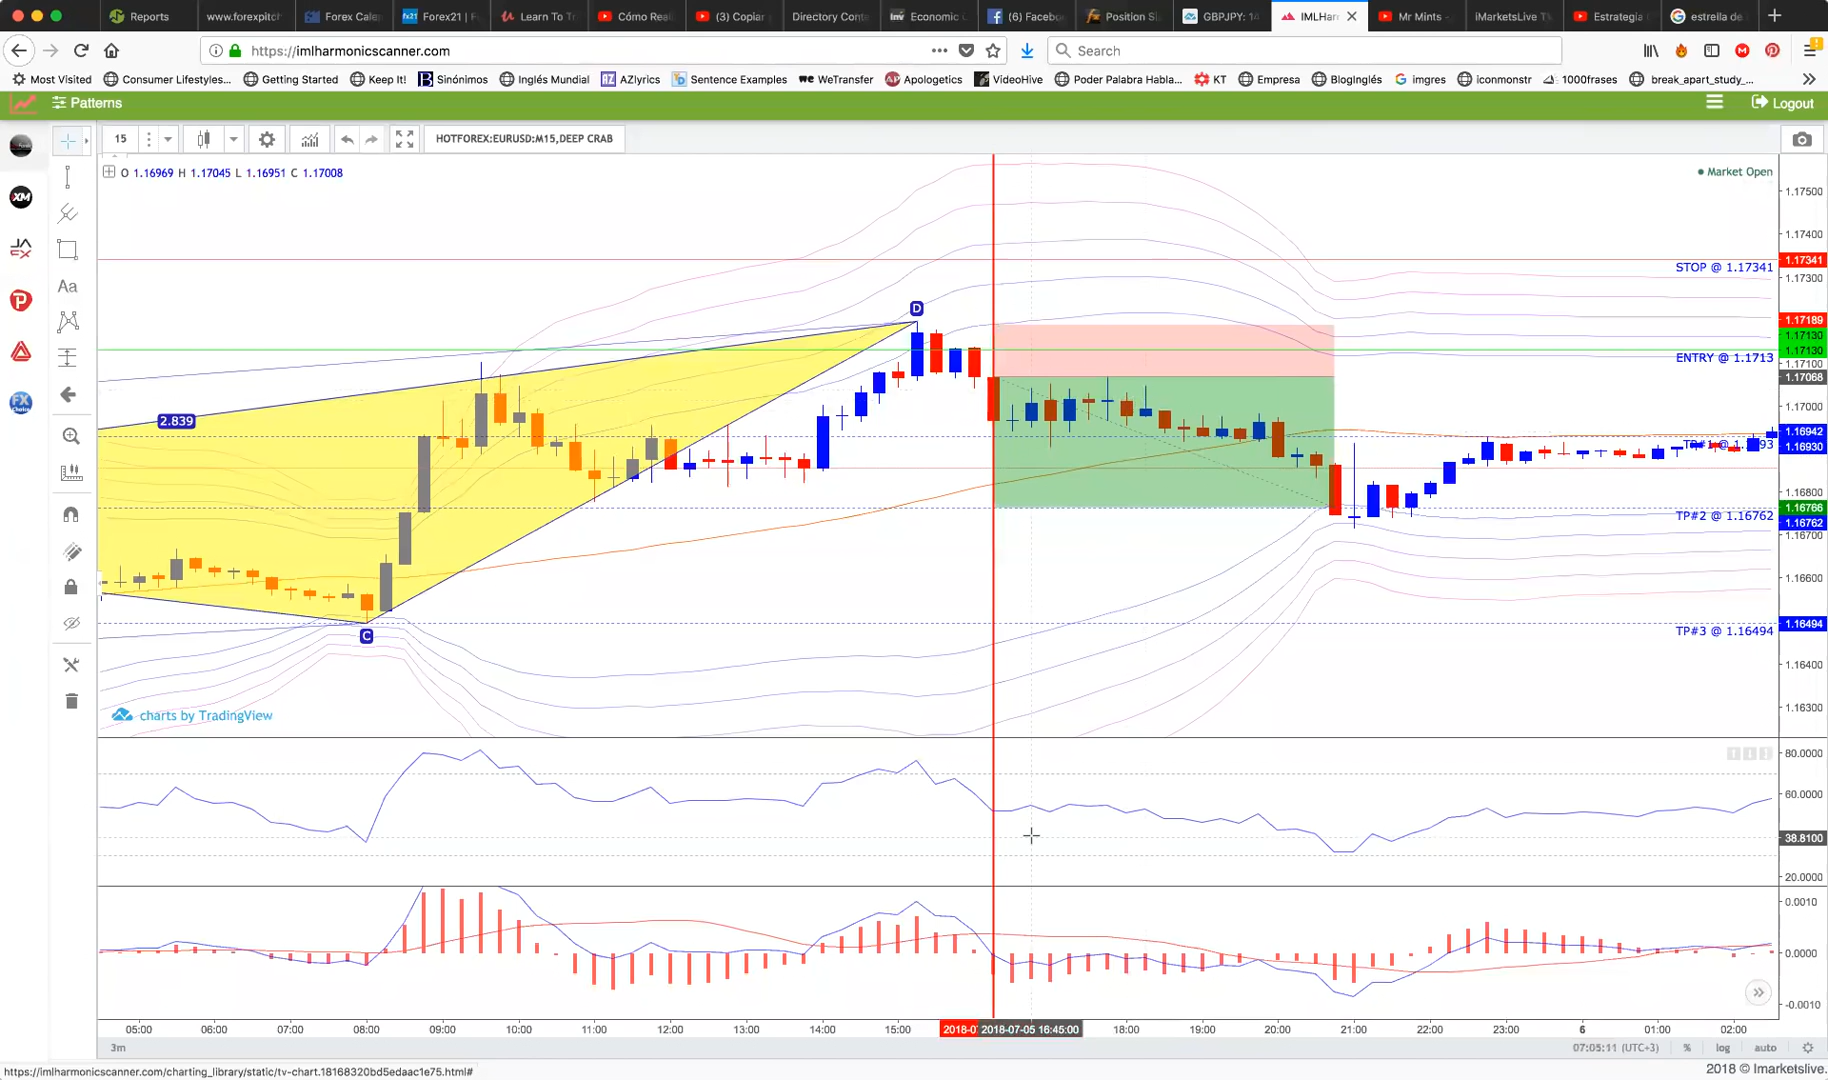 Reports
www.forexpitch
Forex Caler
Forex21 | F
Learn To Tr
Cómo Real
(3) Copiar
Directory Cont
Economic
(6) Facebo
Position Si
GBPJPY: 14
IMLHar
Mr Mints -
iMarketsLive TV
Estrategia
estrella de
https://imlharmonicscanner.com
Search
Most Visited
Consumer Lifestyles...
Getting Started
Keep It!
Sinónimos
Inglés Mundial
AZlyrics
Sentence Examples
WeTransfer
Apologetics
VideoHive
Poder Palabra Habla...
KT
Empresa
BlogInglés
imgres
iconmonstr
1000frases
break_apart_study_...
Patterns
Logout
15
HOTFOREX:EURUSD:M15,DEEP CRAB
O 1.16969 H 1.17045 L 1.16951 C 1.17008
Market Open
1.17500
1.17400
1.17341
STOP @ 1.17341
1.17300
D
1.17189
1.17130
1.17130
ENTRY @ 1.1713
1.17100
1.17068
1.17000
2.839
1.16942
1.16930
1.16800
1.16766
TP#2 @ 1.16762
1.16762
1.16700
1.16600
1.16494
TP#3 @ 1.16494
C
1.16400
1.16300
charts by TradingView
80.0000
60.0000
38.8100
20.0000
0.0010
0.0000
-0.0010
05:00
06:00
07:00
08:00
09:00
10:00
11:00
12:00
13:00
14:00
15:00
2018-07
2018-07-05 16:45:00
18:00
19:00
20:00
21:00
22:00
23:00
6
01:00
02:00
3m
07:05:11 (UTC+3)
%
log
auto
https://imlharmonicscanner.com/charting_library/static/tv-chart.18168320bd5edaac1e75.html#
2018 © Imarketslive.